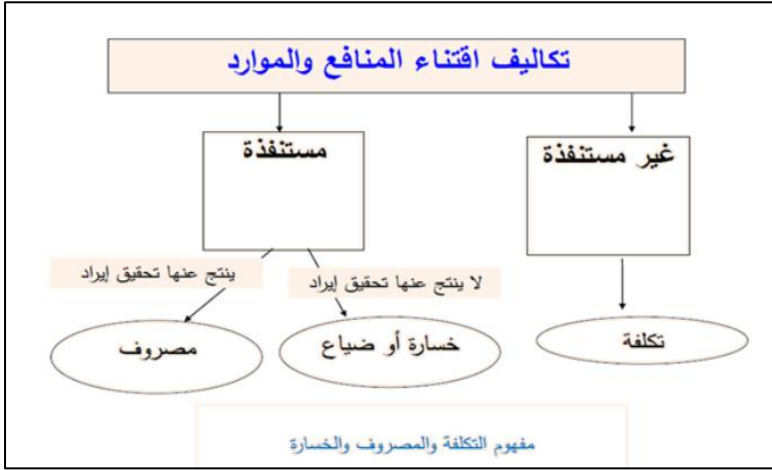 تكاليف اقتناء المنافع والموارد
غير مستنفذة
مستنفذة
لا ينتج عنها تحقيق إيراد
ينتج عنها تحقيق إيراد
تكلفة
خسارة أو ضياع
مصروف
مفهوم التكلفة والمصروف والخسارة